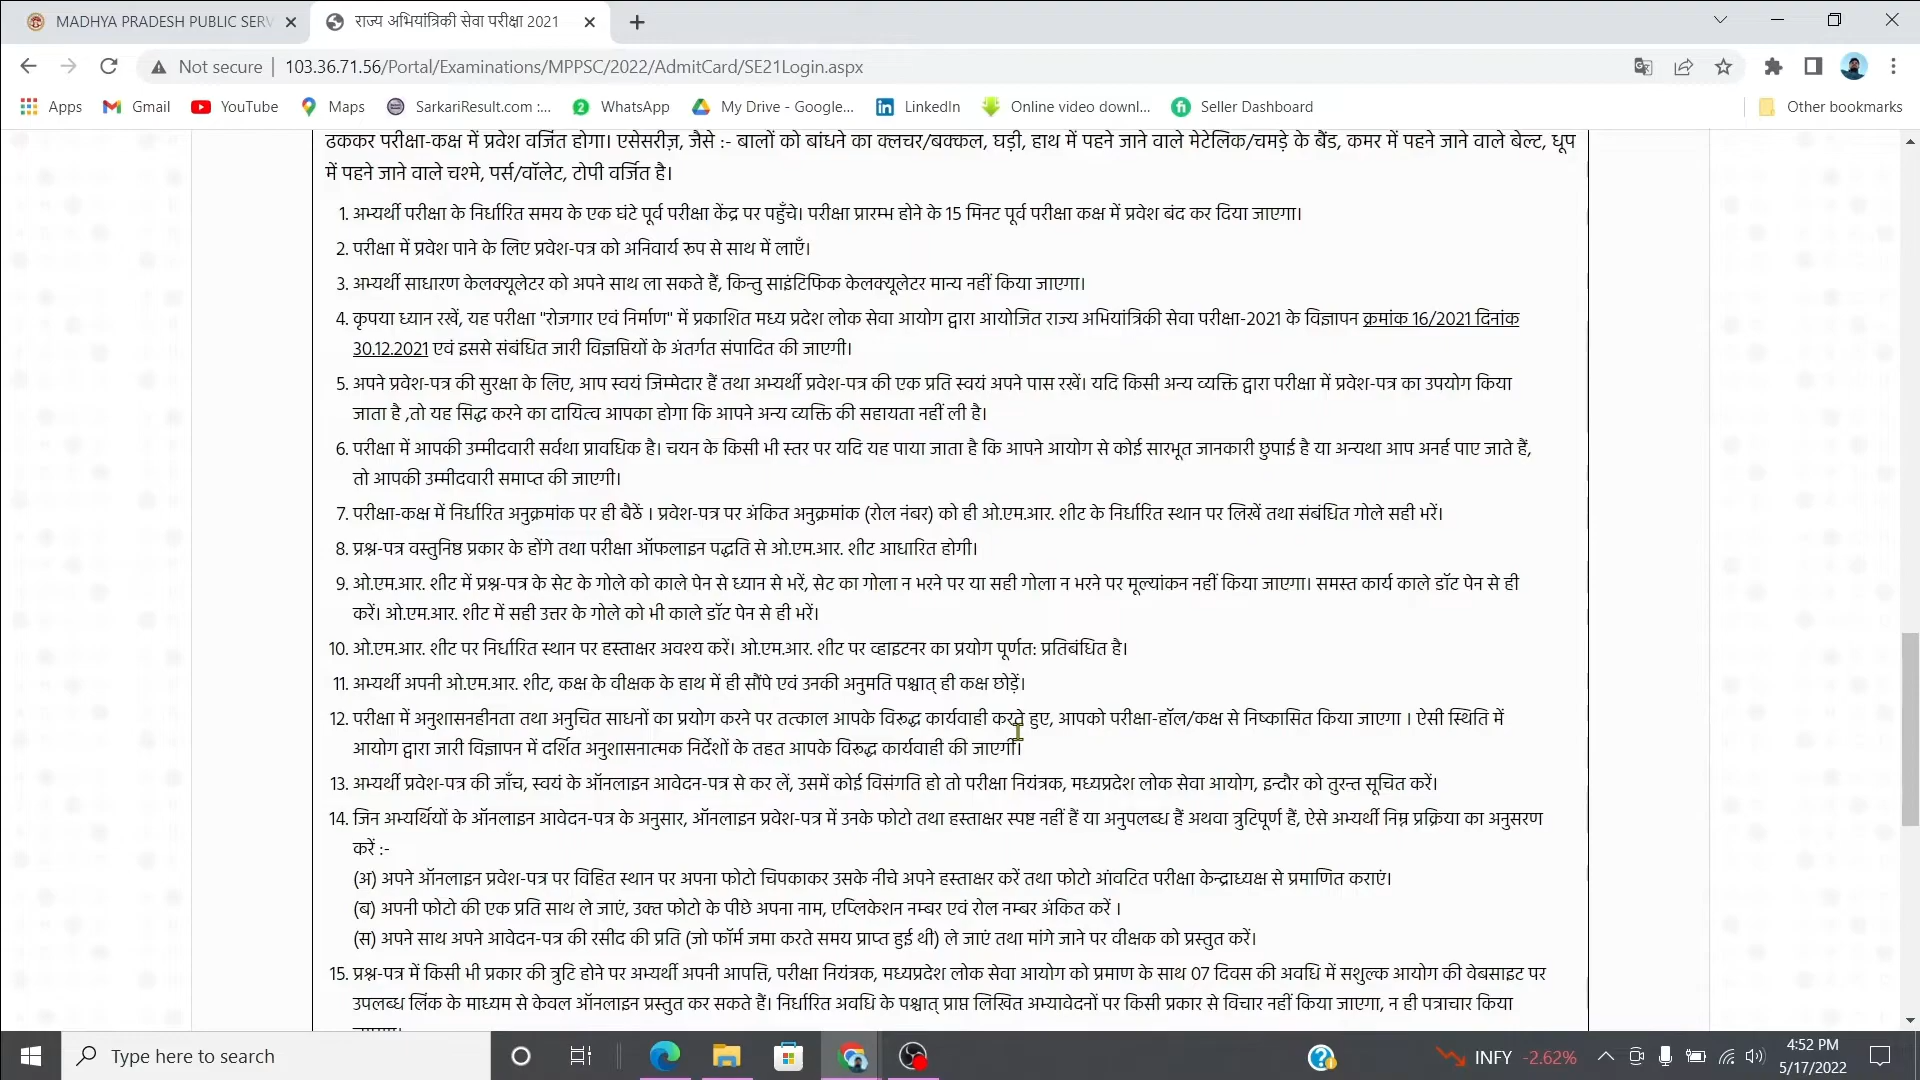 MADHYA PRADESH PUBLIC SERV
राज्य अभियांत्रिकी सेवा परीक्षा 2021
Not secure
103.36.71.56/Portal/Examinations/MPPSC/2022/AdmitCard/SE21Login.aspx
Apps
Gmail
YouTube
Maps
SarkariResult.com :...
WhatsApp
My Drive - Google...
LinkedIn
Online video downl...
Seller Dashboard
Other bookmarks
ढककर परीक्षा-कक्ष में प्रवेश वर्जित होगा। एसेसरीज़, जैसे :- बालों को बांधने का क्लचर/बक्कल, घड़ी, हाथ में पहने जाने वाले मेटेलिक/चमड़े के बैंड, कमर में पहने जाने वाले बेल्ट, धूप
में पहने जाने वाले चश्मे, पर्स/वॉलेट, टोपी वर्जित है।
1. अभ्यर्थी परीक्षा के निर्धारित समय के एक घंटे पूर्व परीक्षा केंद्र पर पहुँचे। परीक्षा प्रारम्भ होने के 15 मिनट पूर्व परीक्षा कक्ष में प्रवेश बंद कर दिया जाएगा।
2. परीक्षा में प्रवेश पाने के लिए प्रवेश-पत्र को अनिवार्य रूप से साथ में लाएँ।
3. अभ्यर्थी साधारण केलक्यूलेटर को अपने साथ ला सकते हैं, किन्तु साइंटिफिक केलक्यूलेटर मान्य नहीं किया जाएगा।
4. कृपया ध्यान रखें, यह परीक्षा "रोजगार एवं निर्माण" में प्रकाशित मध्य प्रदेश लोक सेवा आयोग द्वारा आयोजित राज्य अभियांत्रिकी सेवा परीक्षा-2021 के विज्ञापन क्रमांक 16/2021 दिनांक
30.12.2021 एवं इससे संबंधित जारी विज्ञप्तियों के अंतर्गत संपादित की जाएगी।
5. अपने प्रवेश-पत्र की सुरक्षा के लिए, आप स्वयं जिम्मेदार हैं तथा अभ्यर्थी प्रवेश-पत्र की एक प्रति स्वयं अपने पास रखें। यदि किसी अन्य व्यक्ति द्वारा परीक्षा में प्रवेश-पत्र का उपयोग किया
जाता है ,तो यह सिद्ध करने का दायित्व आपका होगा कि आपने अन्य व्यक्ति की सहायता नहीं ली है।
6. परीक्षा में आपकी उम्मीदवारी सर्वथा प्रावधिक है। चयन के किसी भी स्तर पर यदि यह पाया जाता है कि आपने आयोग से कोई सारभूत जानकारी छुपाई है या अन्यथा आप अनर्ह पाए जाते हैं,
तो आपकी उम्मीदवारी समाप्त की जाएगी।
7. परीक्षा-कक्ष में निर्धारित अनुक्रमांक पर ही बैठें । प्रवेश-पत्र पर अंकित अनुक्रमांक (रोल नंबर) को ही ओ.एम.आर. शीट के निर्धारित स्थान पर लिखें तथा संबंधित गोले सही भरें।
8. प्रश्न-पत्र वस्तुनिष्ठ प्रकार के होंगे तथा परीक्षा ऑफलाइन पद्धति से ओ.एम.आर. शीट आधारित होगी।
9. ओ.एम.आर. शीट में प्रश्न-पत्र के सेट के गोले को काले पेन से ध्यान से भरें, सेट का गोला न भरने पर या सही गोला न भरने पर मूल्यांकन नहीं किया जाएगा। समस्त कार्य काले डॉट पेन से ही
करें। ओ.एम.आर. शीट में सही उत्तर के गोले को भी काले डॉट पेन से ही भरें।
10. ओ.एम.आर. शीट पर निर्धारित स्थान पर हस्ताक्षर अवश्य करें। ओ.एम.आर. शीट पर व्हाइटनर का प्रयोग पूर्णत: प्रतिबंधित है।
11. अभ्यर्थी अपनी ओ.एम.आर. शीट, कक्ष के वीक्षक के हाथ में ही सौंपे एवं उनकी अनुमति पश्चात् ही कक्ष छोड़ें।
12. परीक्षा में अनुशासनहीनता तथा अनुचित साधनों का प्रयोग करने पर तत्काल आपके विरूद्ध कार्यवाही करते हुए, आपको परीक्षा-हॉल/कक्ष से निष्कासित किया जाएगा । ऐसी स्थिति में
आयोग द्वारा जारी विज्ञापन में दर्शित अनुशासनात्मक निर्देशों के तहत आपके विरूद्ध कार्यवाही की जाएगी।
13. अभ्यर्थी प्रवेश-पत्र की जाँच, स्वयं के ऑनलाइन आवेदन-पत्र से कर लें, उसमें कोई विसंगति हो तो परीक्षा नियंत्रक, मध्यप्रदेश लोक सेवा आयोग, इन्दौर को तुरन्त सूचित करें।
14. जिन अभ्यर्थियों के ऑनलाइन आवेदन-पत्र के अनुसार, ऑनलाइन प्रवेश-पत्र में उनके फोटो तथा हस्ताक्षर स्पष्ट नहीं हैं या अनुपलब्ध हैं अथवा त्रुटिपूर्ण हैं, ऐसे अभ्यर्थी निम्न प्रक्रिया का अनुसरण
करें :-
(अ) अपने ऑनलाइन प्रवेश-पत्र पर विहित स्थान पर अपना फोटो चिपकाकर उसके नीचे अपने हस्ताक्षर करें तथा फोटो आंवटित परीक्षा केन्द्राध्यक्ष से प्रमाणित कराएं।
(ब) अपनी फोटो की एक प्रति साथ ले जाएं, उक्त फोटो के पीछे अपना नाम, एप्लिकेशन नम्बर एवं रोल नम्बर अंकित करें ।
(स) अपने साथ अपने आवेदन-पत्र की रसीद की प्रति (जो फॉर्म जमा करते समय प्राप्त हुई थी) ले जाएं तथा मांगे जाने पर वीक्षक को प्रस्तुत करें।
15. प्रश्न-पत्र में किसी भी प्रकार की त्रुटि होने पर अभ्यर्थी अपनी आपत्ति, परीक्षा नियंत्रक, मध्यप्रदेश लोक सेवा आयोग को प्रमाण के साथ 07 दिवस की अवधि में सशुल्क आयोग की वेबसाइट पर
उपलब्ध लिंक के माध्यम से केवल ऑनलाइन प्रस्तुत कर सकते हैं। निर्धारित अवधि के पश्चात् प्राप्त लिखित अभ्यावेदनों पर किसी प्रकार से विचार नहीं किया जाएगा, न ही पत्राचार किया
Type here to search
INFY -2.62%
4:52 PM
5/17/2022